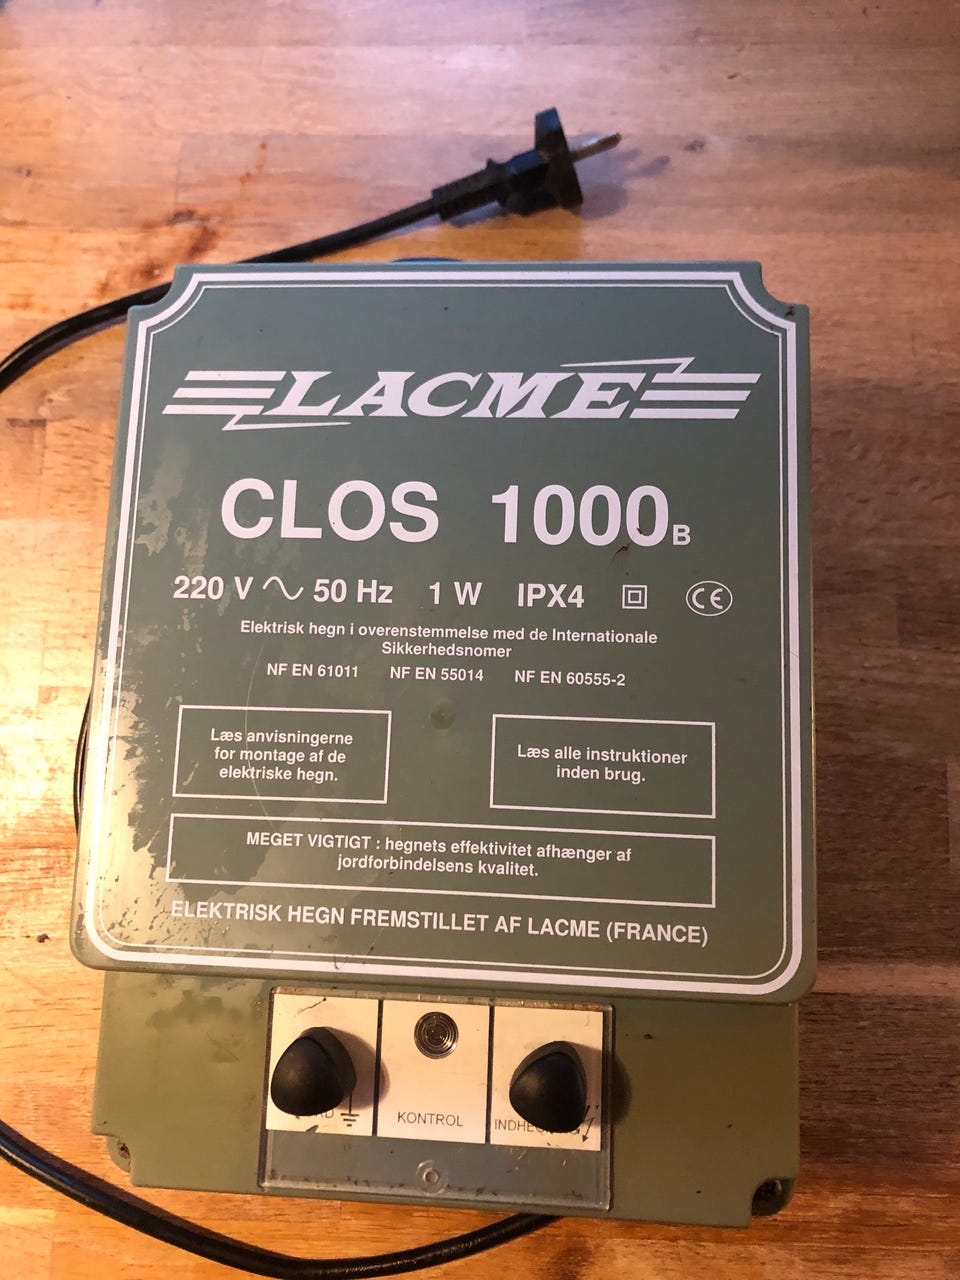 LACME
CLOS 1000B
220 V ∿ 50 Hz 1 W IPX4 CE
Elektrisk hegn i overenstemmelse med de Internationale
Sikkerhedsnomer
NF EN 61011 NF EN 55014 NF EN 60555-2
Læs anvisningerne
for montage af de
elektriske hegn.
Læs alle instruktioner
inden brug.
MEGET VIGTIGT : hegnets effektivitet afhænger af
jordforbindelsens kvalitet.
ELEKTRISK HEGN FREMSTILLET AF LACME (FRANCE)
KONTROL